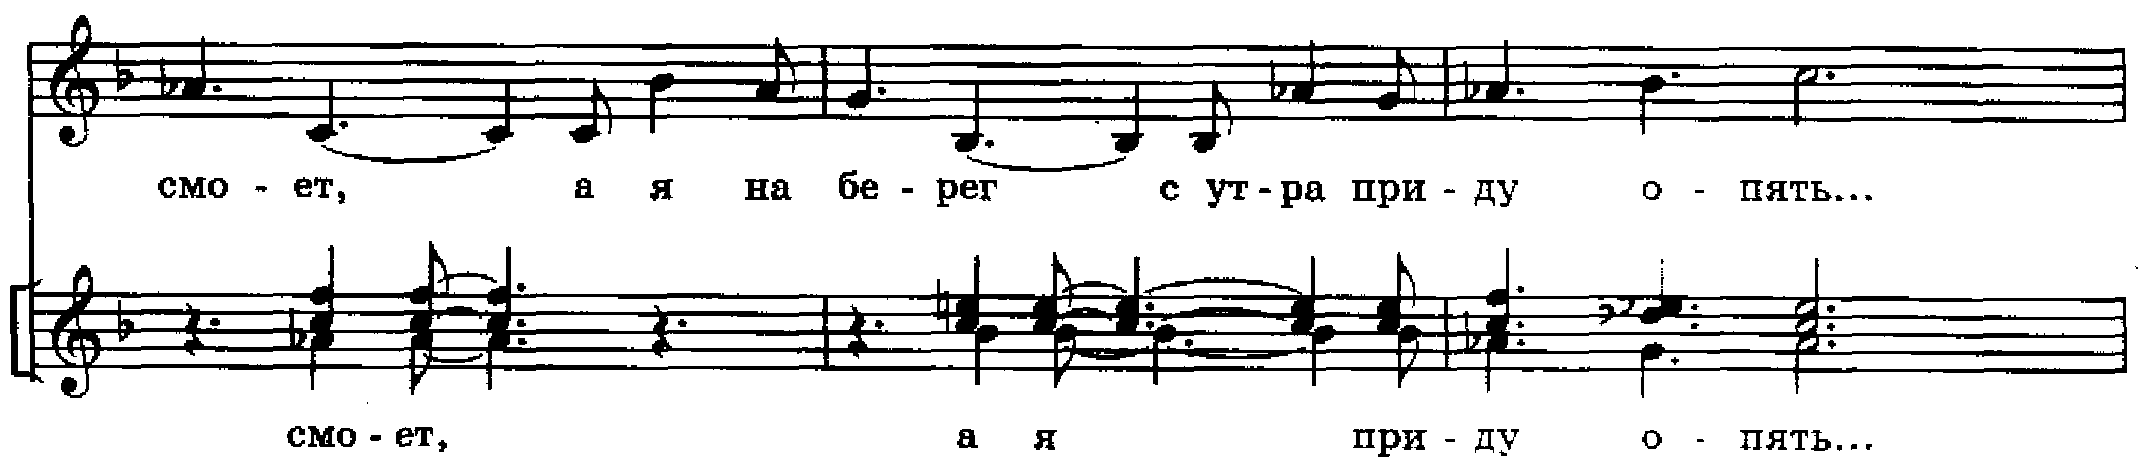 смо - ет, а я на бе - рег с ут - ра при - ду о - пять...
смо - ет, а я при - ду о - пять...